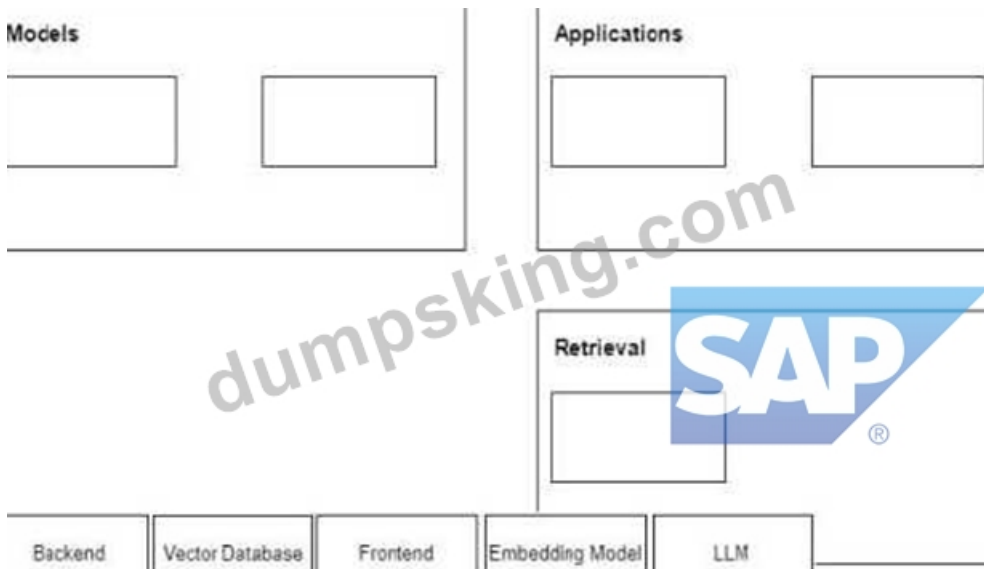 Models
Applications
dumpsking.com
Retrieval
SAP
®
Backend
Vector Database
Frontend
Embedding Model
LLM